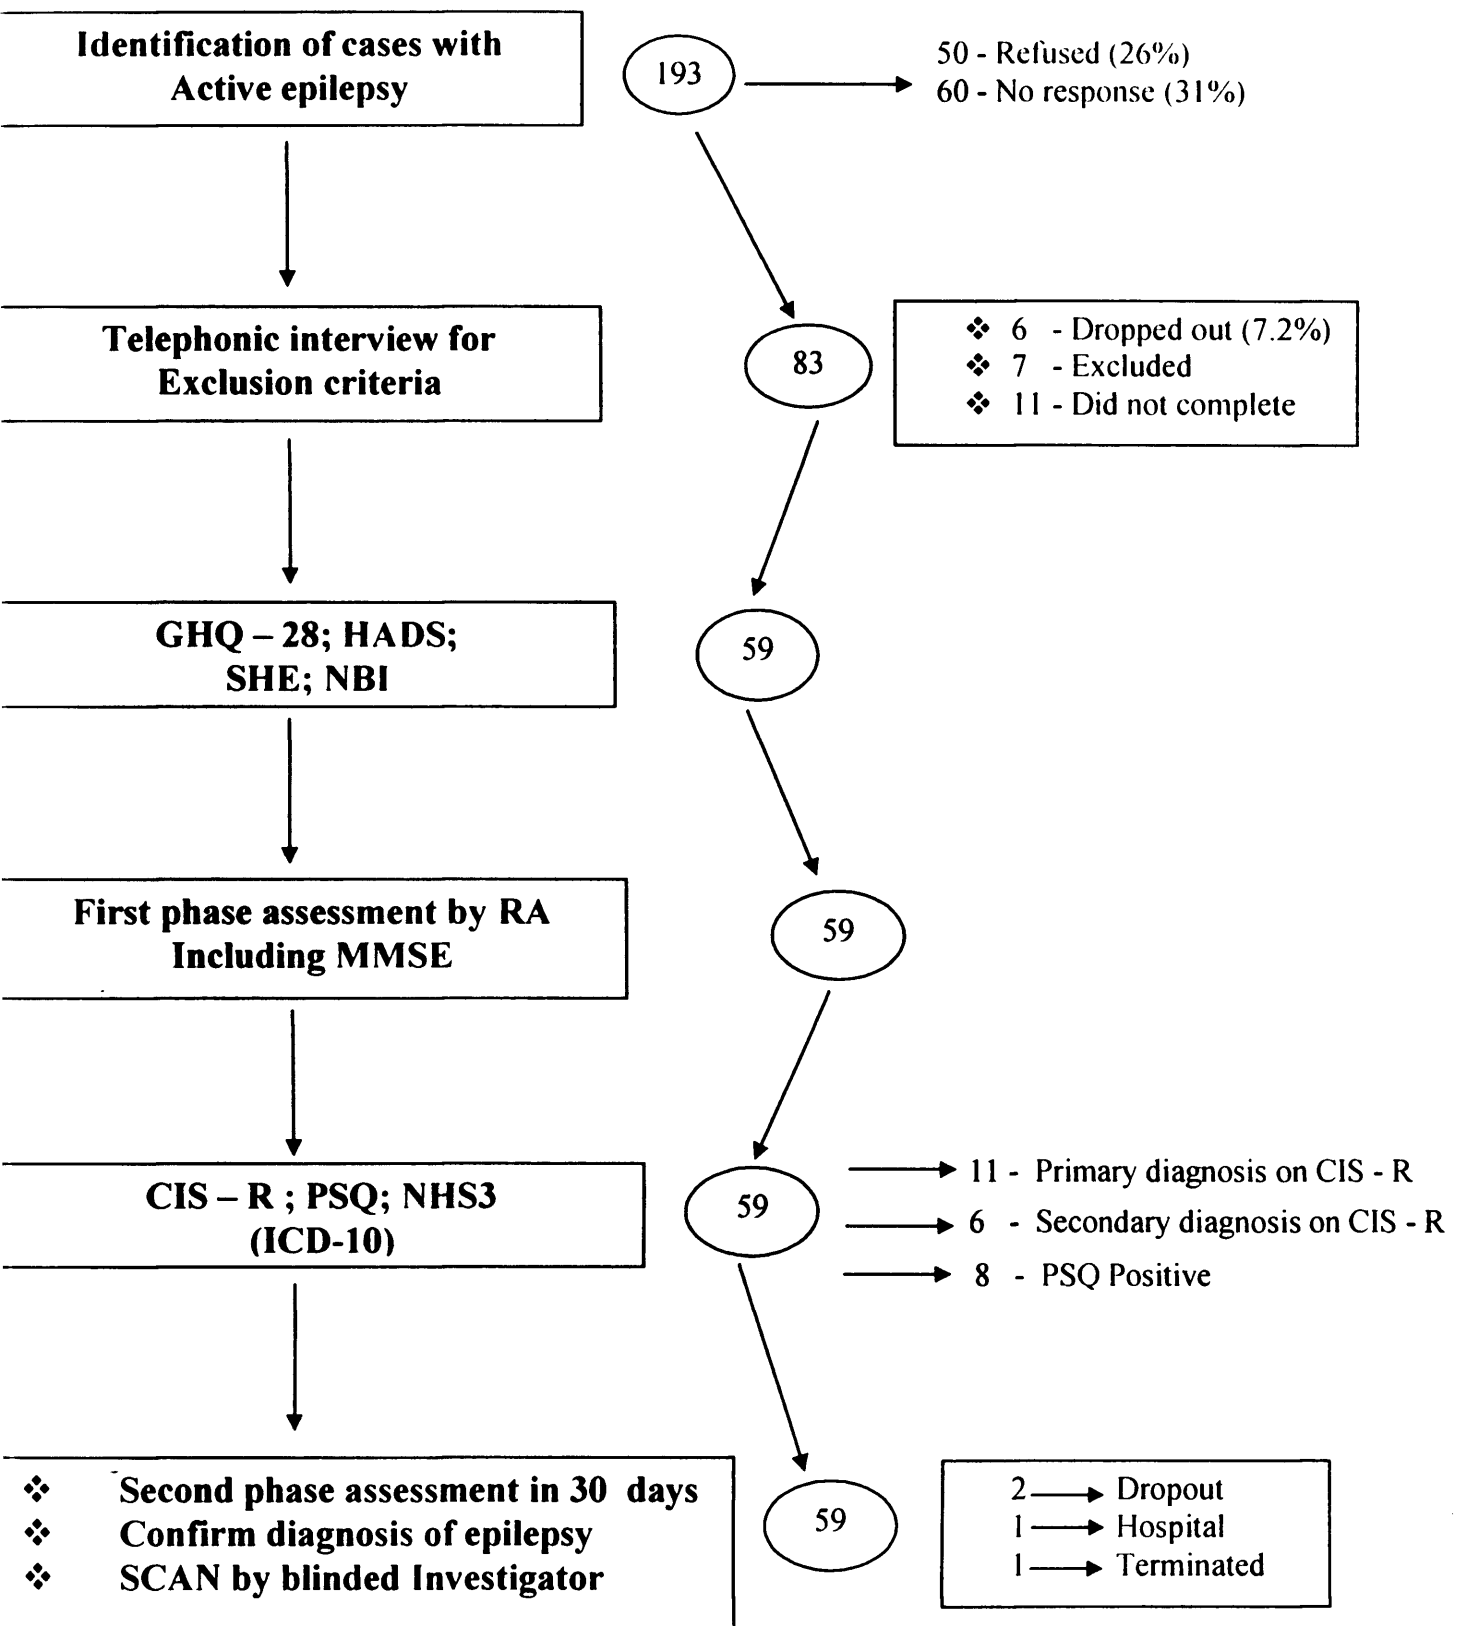 Identification of cases with
Active epilepsy
193
50 - Refused (26%)
60 - No response (31%)
Telephonic interview for
Exclusion criteria
83
❖ 6 - Dropped out (7.2%)
❖ 7 - Excluded
❖ 11 - Did not complete
GHQ – 28; HADS;
SHE; NBI
59
First phase assessment by RA
Including MMSE
59
CIS – R ; PSQ; NHS3
(ICD-10)
59
11 - Primary diagnosis on CIS - R
6 - Secondary diagnosis on CIS - R
8 - PSQ Positive
❖ Second phase assessment in 30 days
❖ Confirm diagnosis of epilepsy
❖ SCAN by blinded Investigator
59
2 → Dropout
1 → Hospital
1 → Terminated